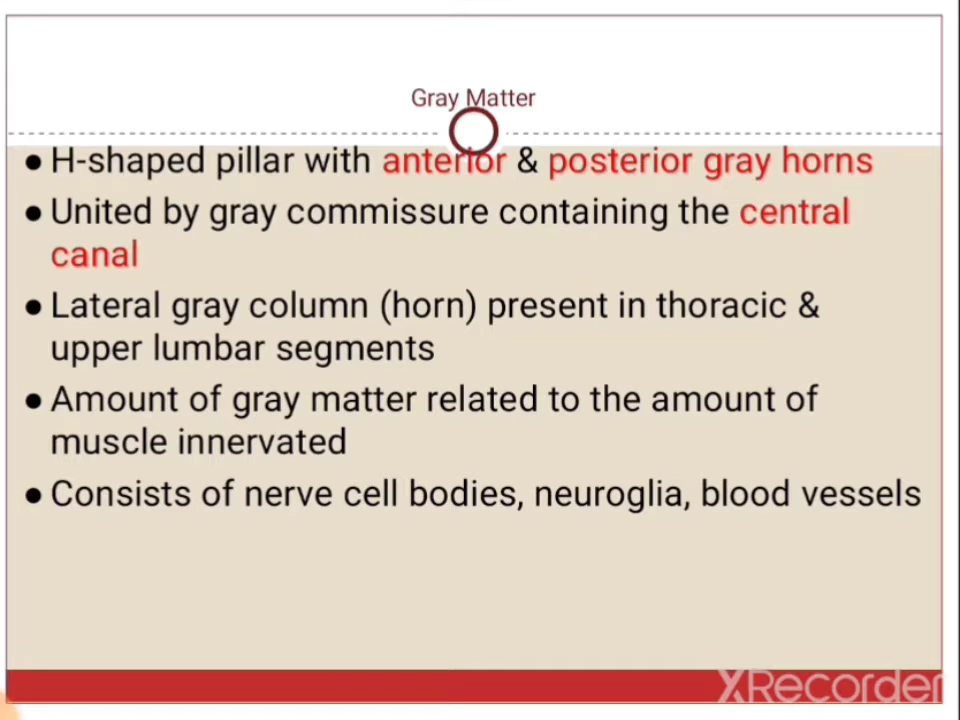 Gray Matter
● H-shaped pillar with anterior & posterior gray horns
● United by gray commissure containing the central
canal
● Lateral gray column (horn) present in thoracic &
upper lumbar segments
● Amount of gray matter related to the amount of
muscle innervated
● Consists of nerve cell bodies, neuroglia, blood vessels
XRecorder